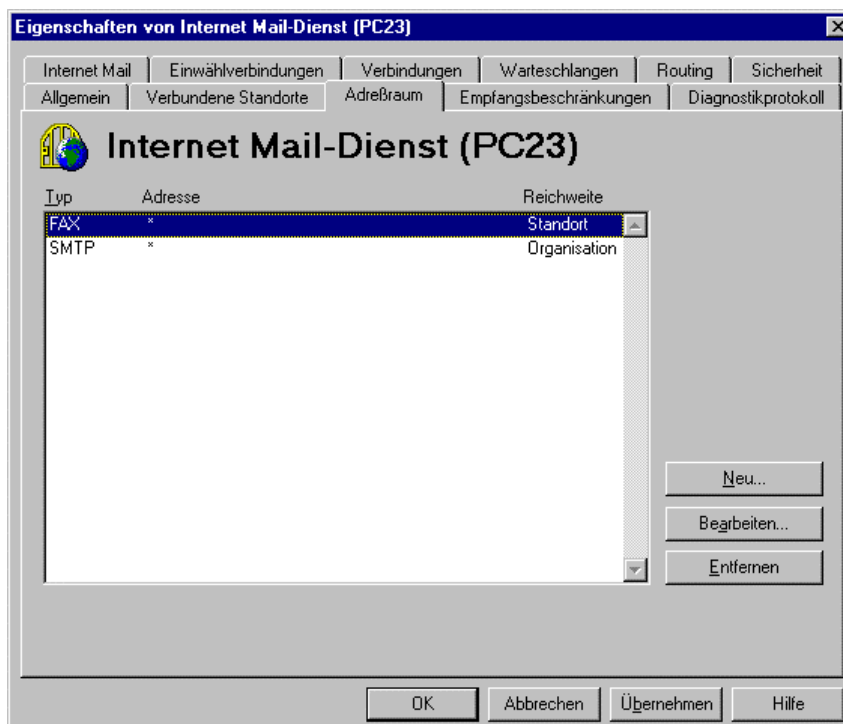 Eigenschaften von Internet Mail-Dienst (PC23)
Internet Mail Einwählverbindungen Verbindungen Warteschlangen Routing Sicherheit
Allgemein Verbundene Standorte Adreßraum Empfangsbeschränkungen Diagnostikprotokoll
Internet Mail-Dienst (PC23)
Typ Adresse Reichweite
FAX * Standort
SMTP * Organisation
Neu...
Bearbeiten...
Entfernen
OK Abbrechen Übernehmen Hilfe